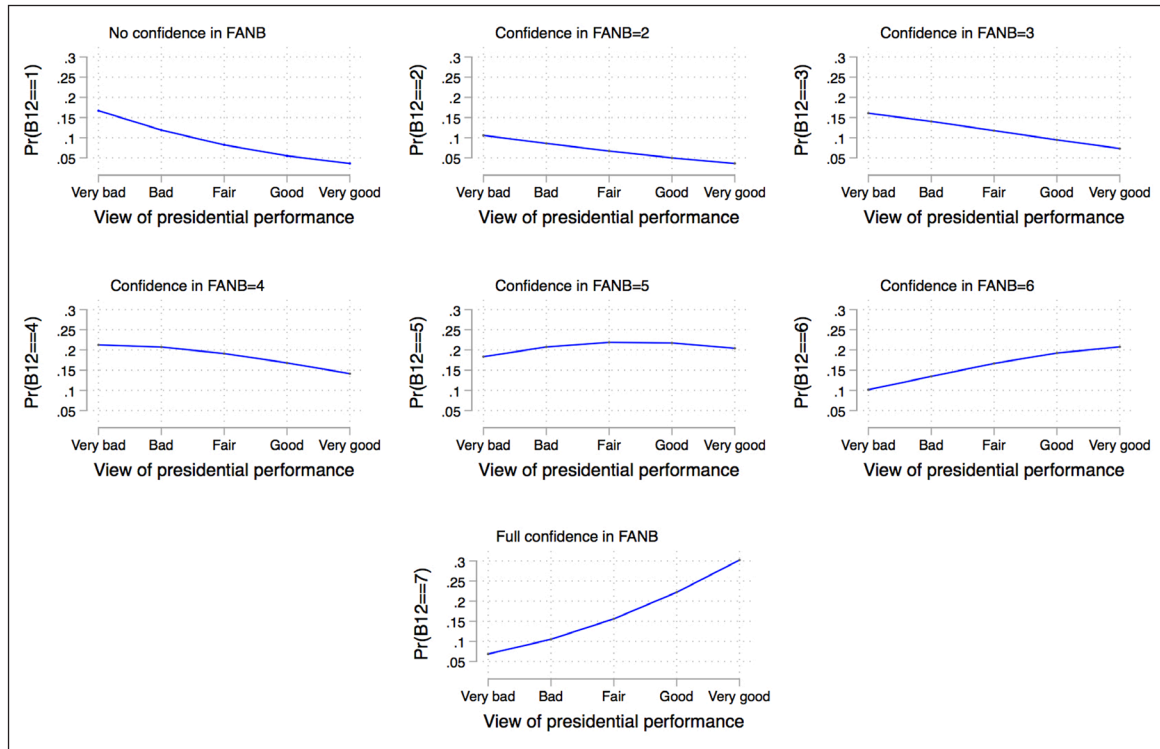 No confidence in FANB
Pr(B12==1)
.3
.25
.2
.15
.1
.05
Very bad Bad Fair Good Very good
View of presidential performance
Confidence in FANB=2
Pr(B12==2)
.3
.25
.2
.15
.1
.05
Very bad Bad Fair Good Very good
View of presidential performance
Confidence in FANB=3
Pr(B12==3)
.3
.25
.2
.15
.1
.05
Very bad Bad Fair Good Very good
View of presidential performance
Confidence in FANB=4
Pr(B12==4)
.3
.25
.2
.15
.1
.05
Very bad Bad Fair Good Very good
View of presidential performance
Confidence in FANB=5
Pr(B12==5)
.3
.25
.2
.15
.1
.05
Very bad Bad Fair Good Very good
View of presidential performance
Confidence in FANB=6
Pr(B12==6)
.3
.25
.2
.15
.1
.05
Very bad Bad Fair Good Very good
View of presidential performance
Full confidence in FANB
Pr(B12==7)
.3
.25
.2
.15
.1
.05
Very bad Bad Fair Good Very good
View of presidential performance